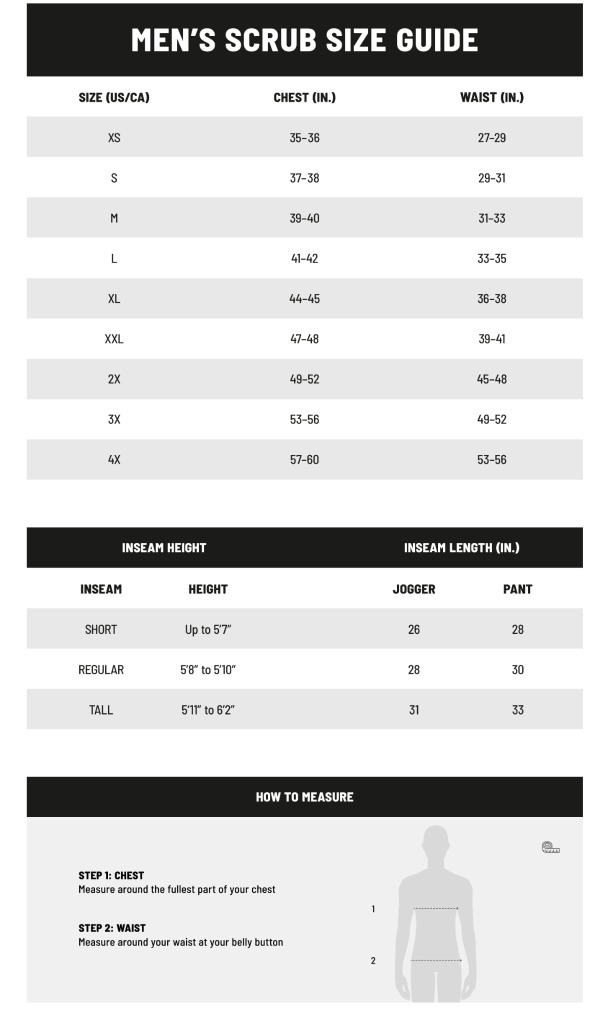 MEN'S SCRUB SIZE GUIDE
SIZE (US/CA) CHEST (IN.) WAIST (IN.)
XS 35–36 27–29
S 37–38 29–31
M 39–40 31–33
L 41–42 33–35
XL 44–45 36–38
XXL 47–48 39–41
2X 49–52 45–48
3X 53–56 49–52
4X 57–60 53–56
INSEAM HEIGHT INSEAM LENGTH (IN.)
INSEAM HEIGHT JOGGER PANT
SHORT Up to 5'7" 26 28
REGULAR 5'8" to 5'10" 28 30
TALL 5'11" to 6'2" 31 33
HOW TO MEASURE
STEP 1: CHEST
Measure around the fullest part of your chest
1
STEP 2: WAIST
Measure around your waist at your belly button
2